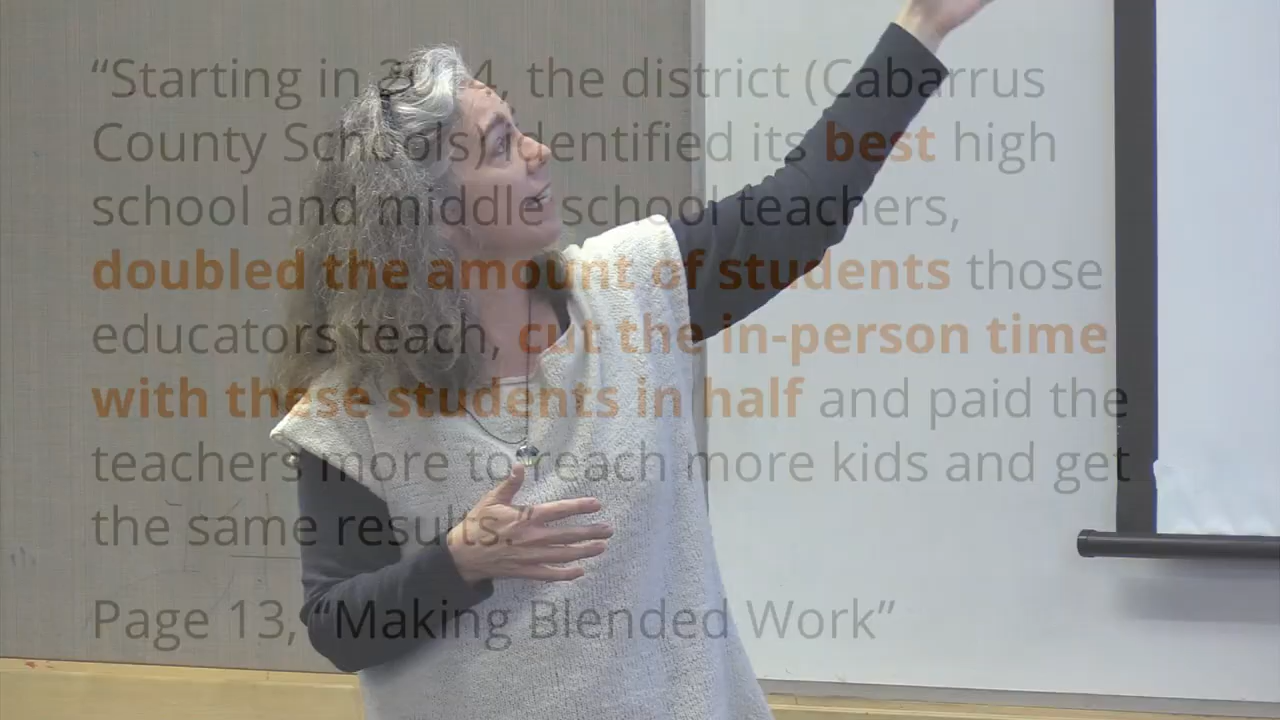 “Starting in 2014, the district (Cabarrus
County Schools) identified its best high
school and middle school teachers,
doubled the amount of students those
educators teach, cut the in-person time
with these students in half and paid the
teachers more to reach more kids and get
the same results.”
Page 13, “Making Blended Work”